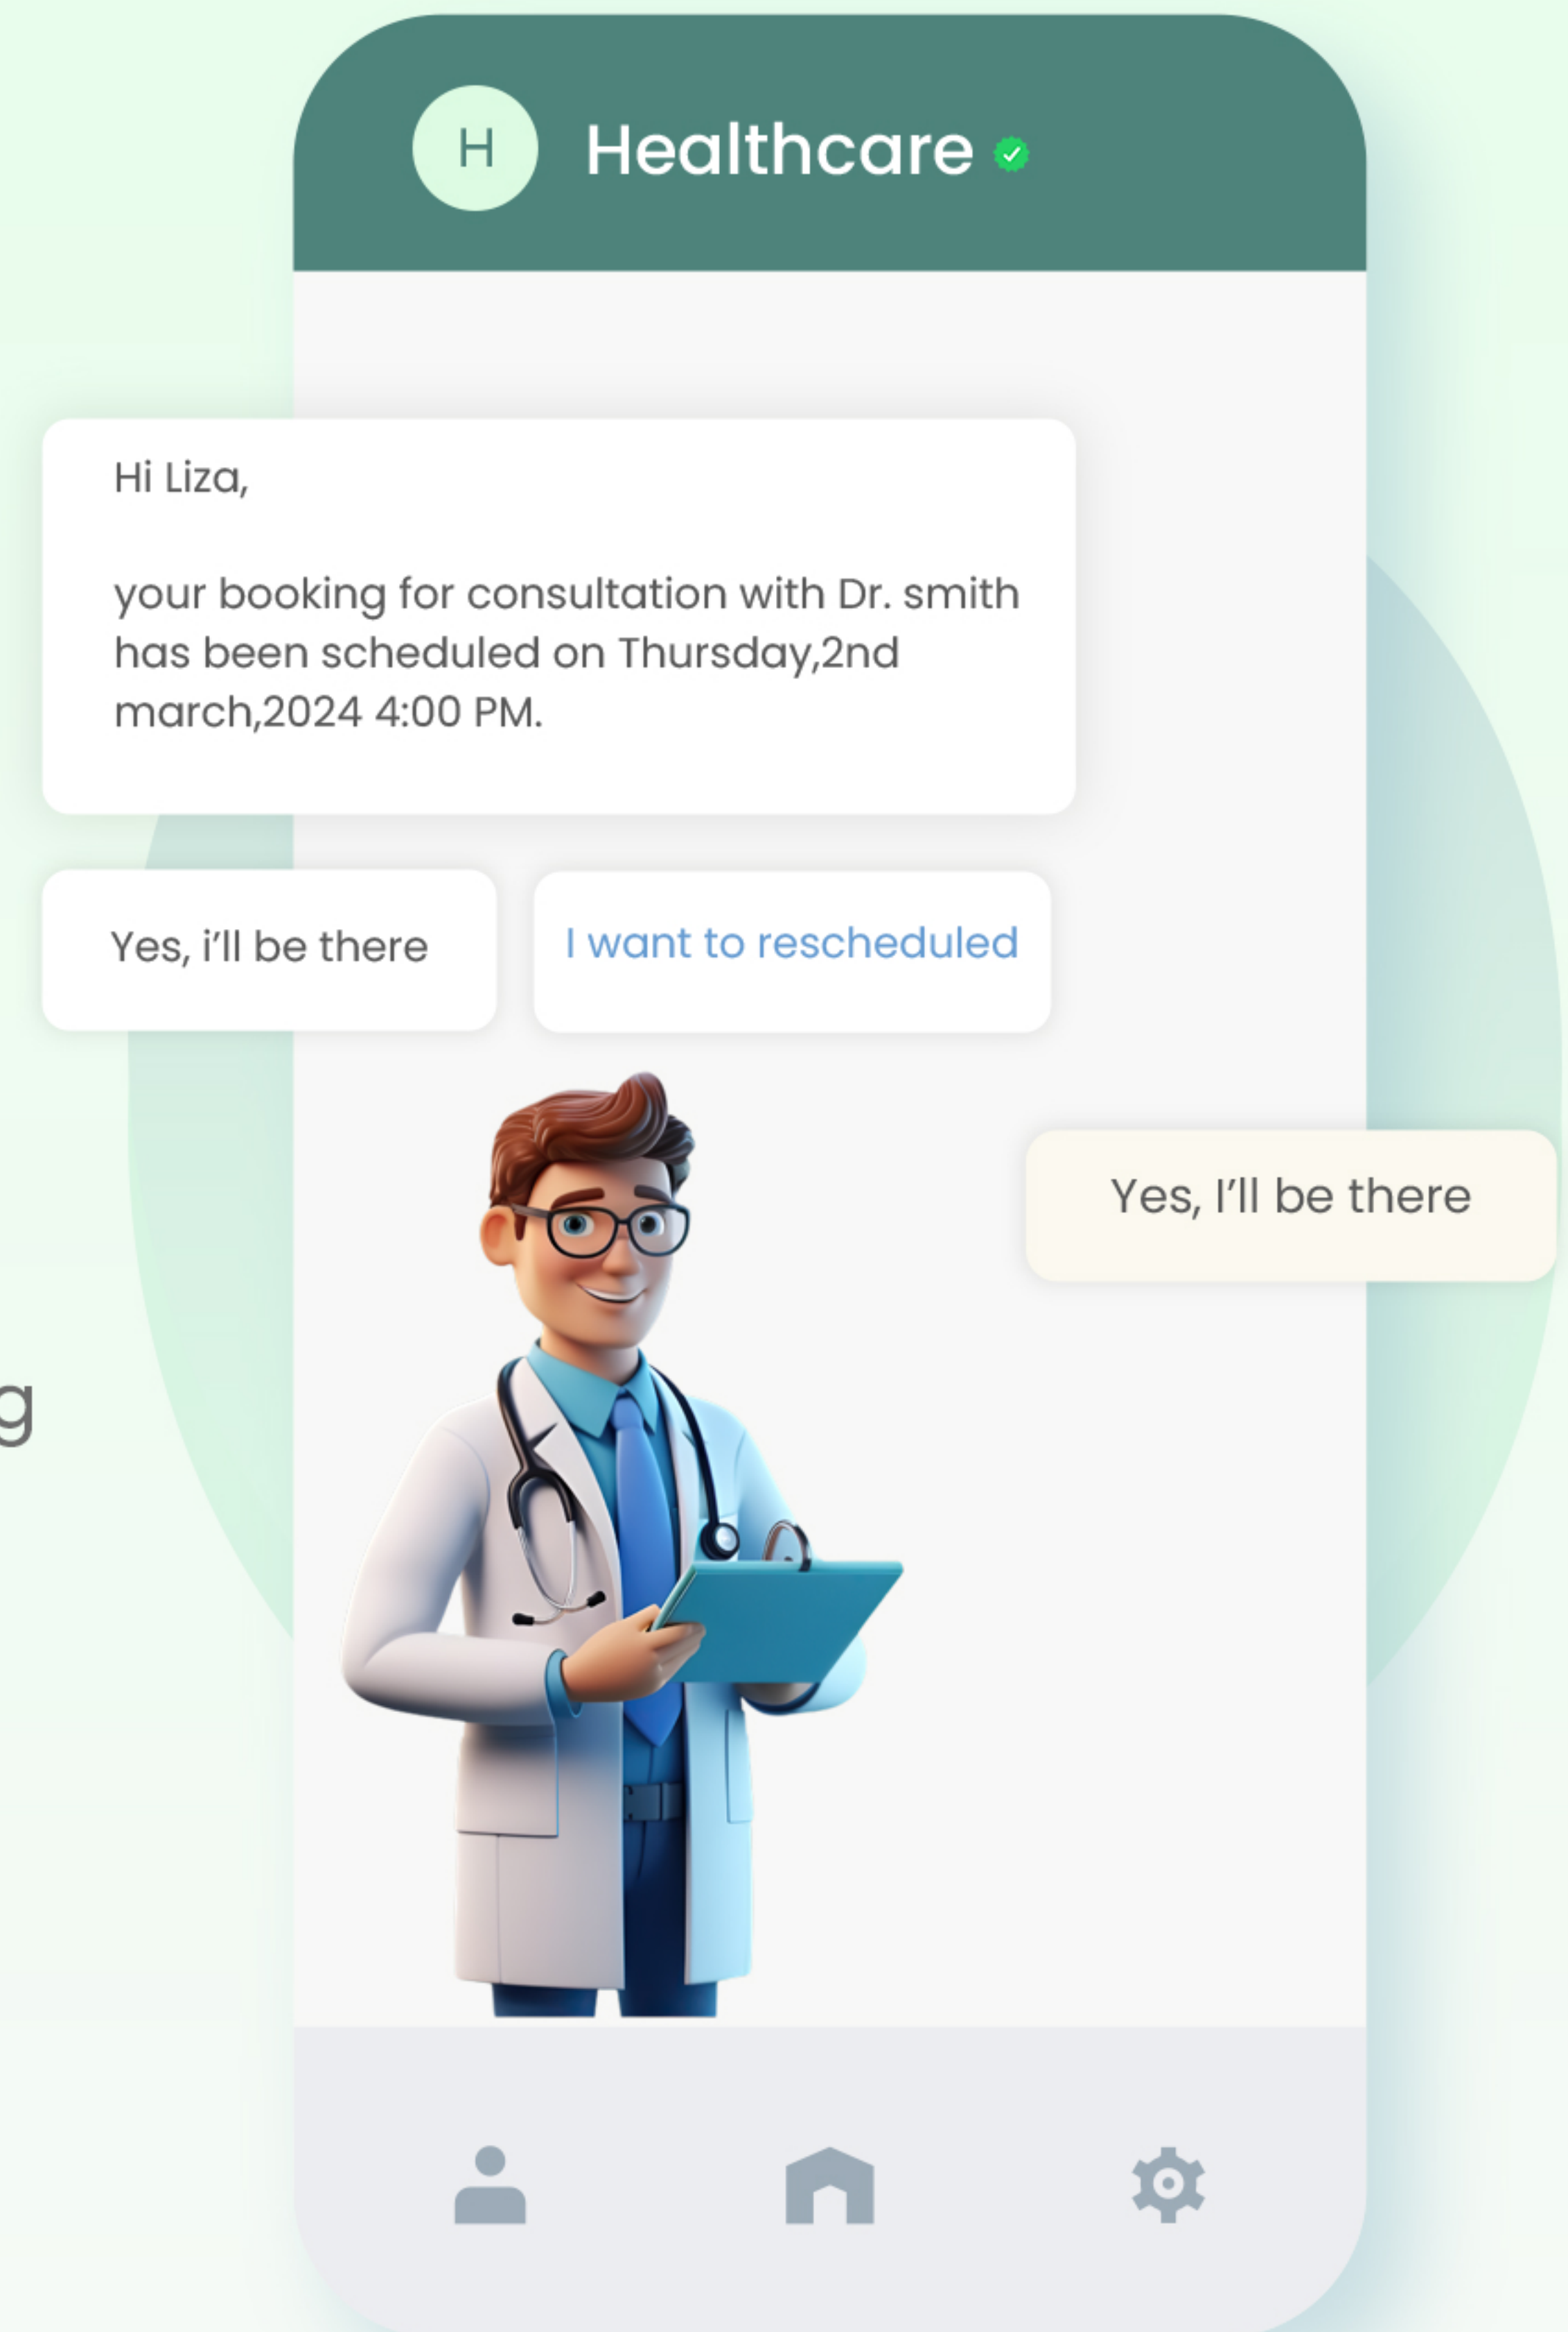 H
Healthcare
Hi Liza,
your booking for consultation with Dr. smith
has been scheduled on Thursday,2nd
march,2024 4:00 PM.
Yes, i’ll be there
I want to rescheduled
Yes, I’ll be there
g